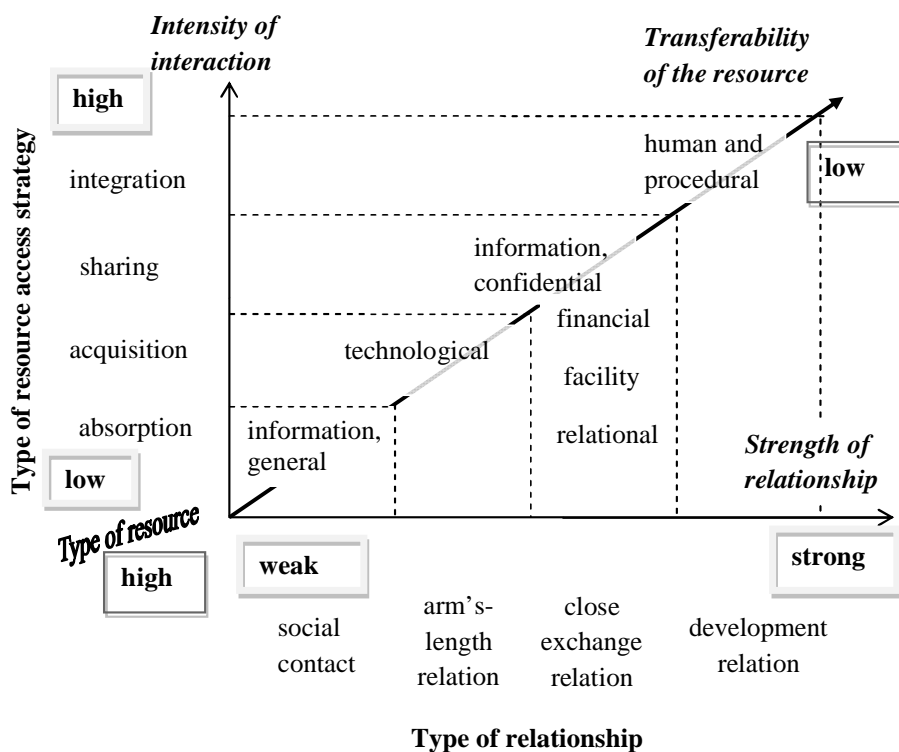 Intensity of
interaction
Transferability
of the resource
high
Type of resource access strategy
integration
sharing
acquisition
absorption
low
human and
procedural
low
information,
confidential
financial
facility
relational
technological
information,
general
Strength of
relationship
Type of resource
high
weak
strong
social
contact
arm's-
length
relation
close
exchange
relation
development
relation
Type of relationship